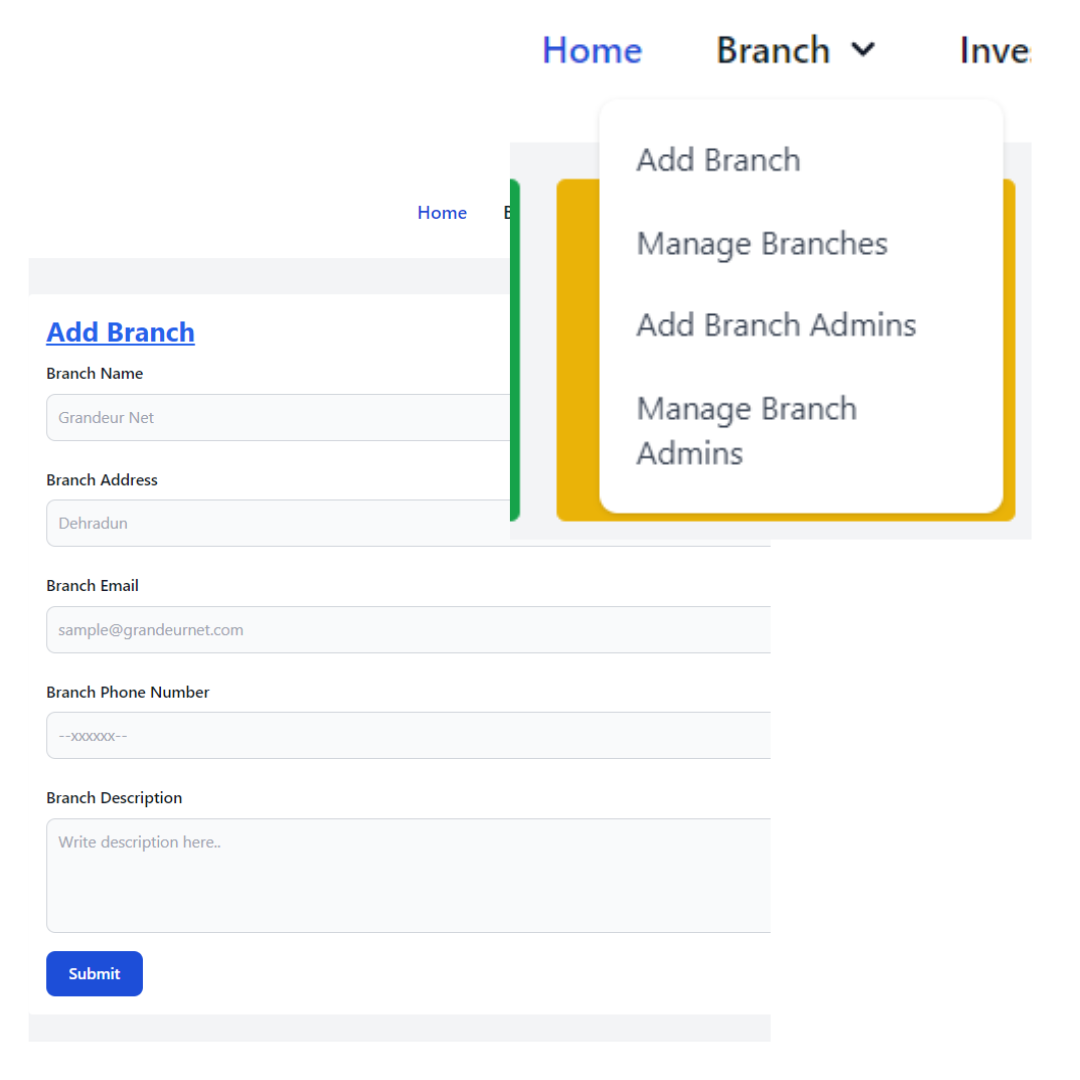 Home Branch Inve
Add Branch
Manage Branches
Add Branch Admins
Manage Branch
Admins
Home
Add Branch
Branch Name
Grandeur Net
Branch Address
Dehradun
Branch Email
sample@grandeurnet.com
Branch Phone Number
--xxxxxx--
Branch Description
Write description here..
Submit